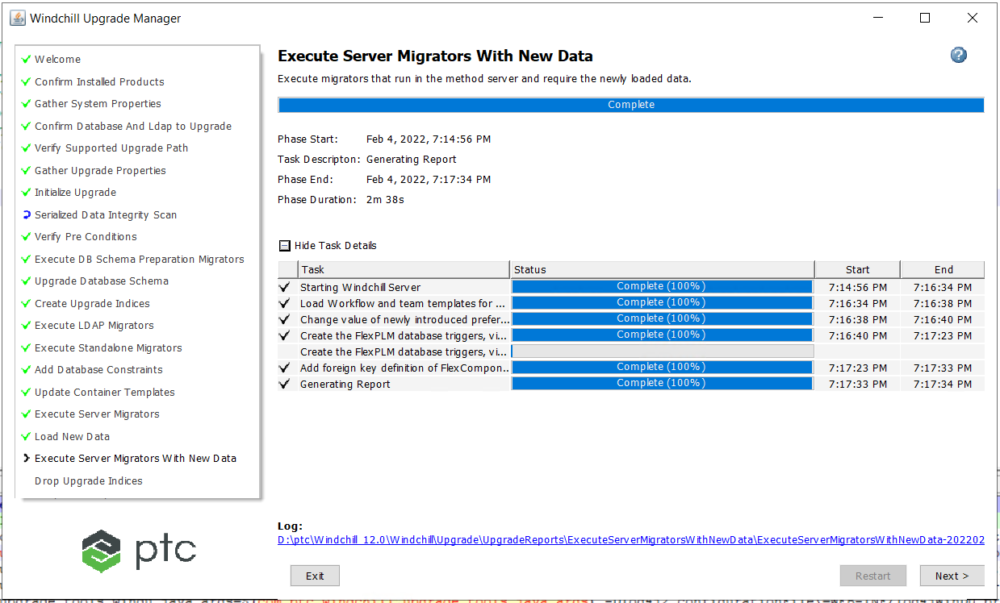 Windchill Upgrade Manager
Welcome
Confirm Installed Products
Gather System Properties
Confirm Database And Ldap to Upgrade
Verify Supported Upgrade Path
Gather Upgrade Properties
Initialize Upgrade
Serialized Data Integrity Scan
Verify Pre Conditions
Execute DB Schema Preparation Migrators
Upgrade Database Schema
Create Upgrade Indices
Execute LDAP Migrators
Execute Standalone Migrators
Add Database Constraints
Update Container Templates
Execute Server Migrators
Load New Data
Execute Server Migrators With New Data
Drop Upgrade Indices
ptc
Execute Server Migrators With New Data
?
Execute migrators that run in the method server and require the newly loaded data.
Complete
Phase Start: Feb 4, 2022, 7:14:56 PM
Task Descripton: Generating Report
Phase End: Feb 4, 2022, 7:17:34 PM
Phase Duration: 2m 38s
Hide Task Details
Task Status Start End
Starting Windchill Server Complete (100%) 7:14:56 PM 7:16:34 PM
Load Workflow and team templates for ... Complete (100%) 7:16:34 PM 7:16:38 PM
Change value of newly introduced prefer... Complete (100%) 7:16:38 PM 7:16:40 PM
Create the FlexPLM database triggers, vi... Complete (100%) 7:16:40 PM 7:17:23 PM
Create the FlexPLM database triggers, vi...
Add foreign key definition of FlexCompon... Complete (100%) 7:17:23 PM 7:17:33 PM
Generating Report Complete (100%) 7:17:33 PM 7:17:34 PM
Log:
D:\ptc\Windchill_12.0\Windchill\Upgrade\UpgradeReports\ExecuteServerMigratorsWithNewData\ExecuteServerMigratorsWithNewData-202202
Exit Restart Next >